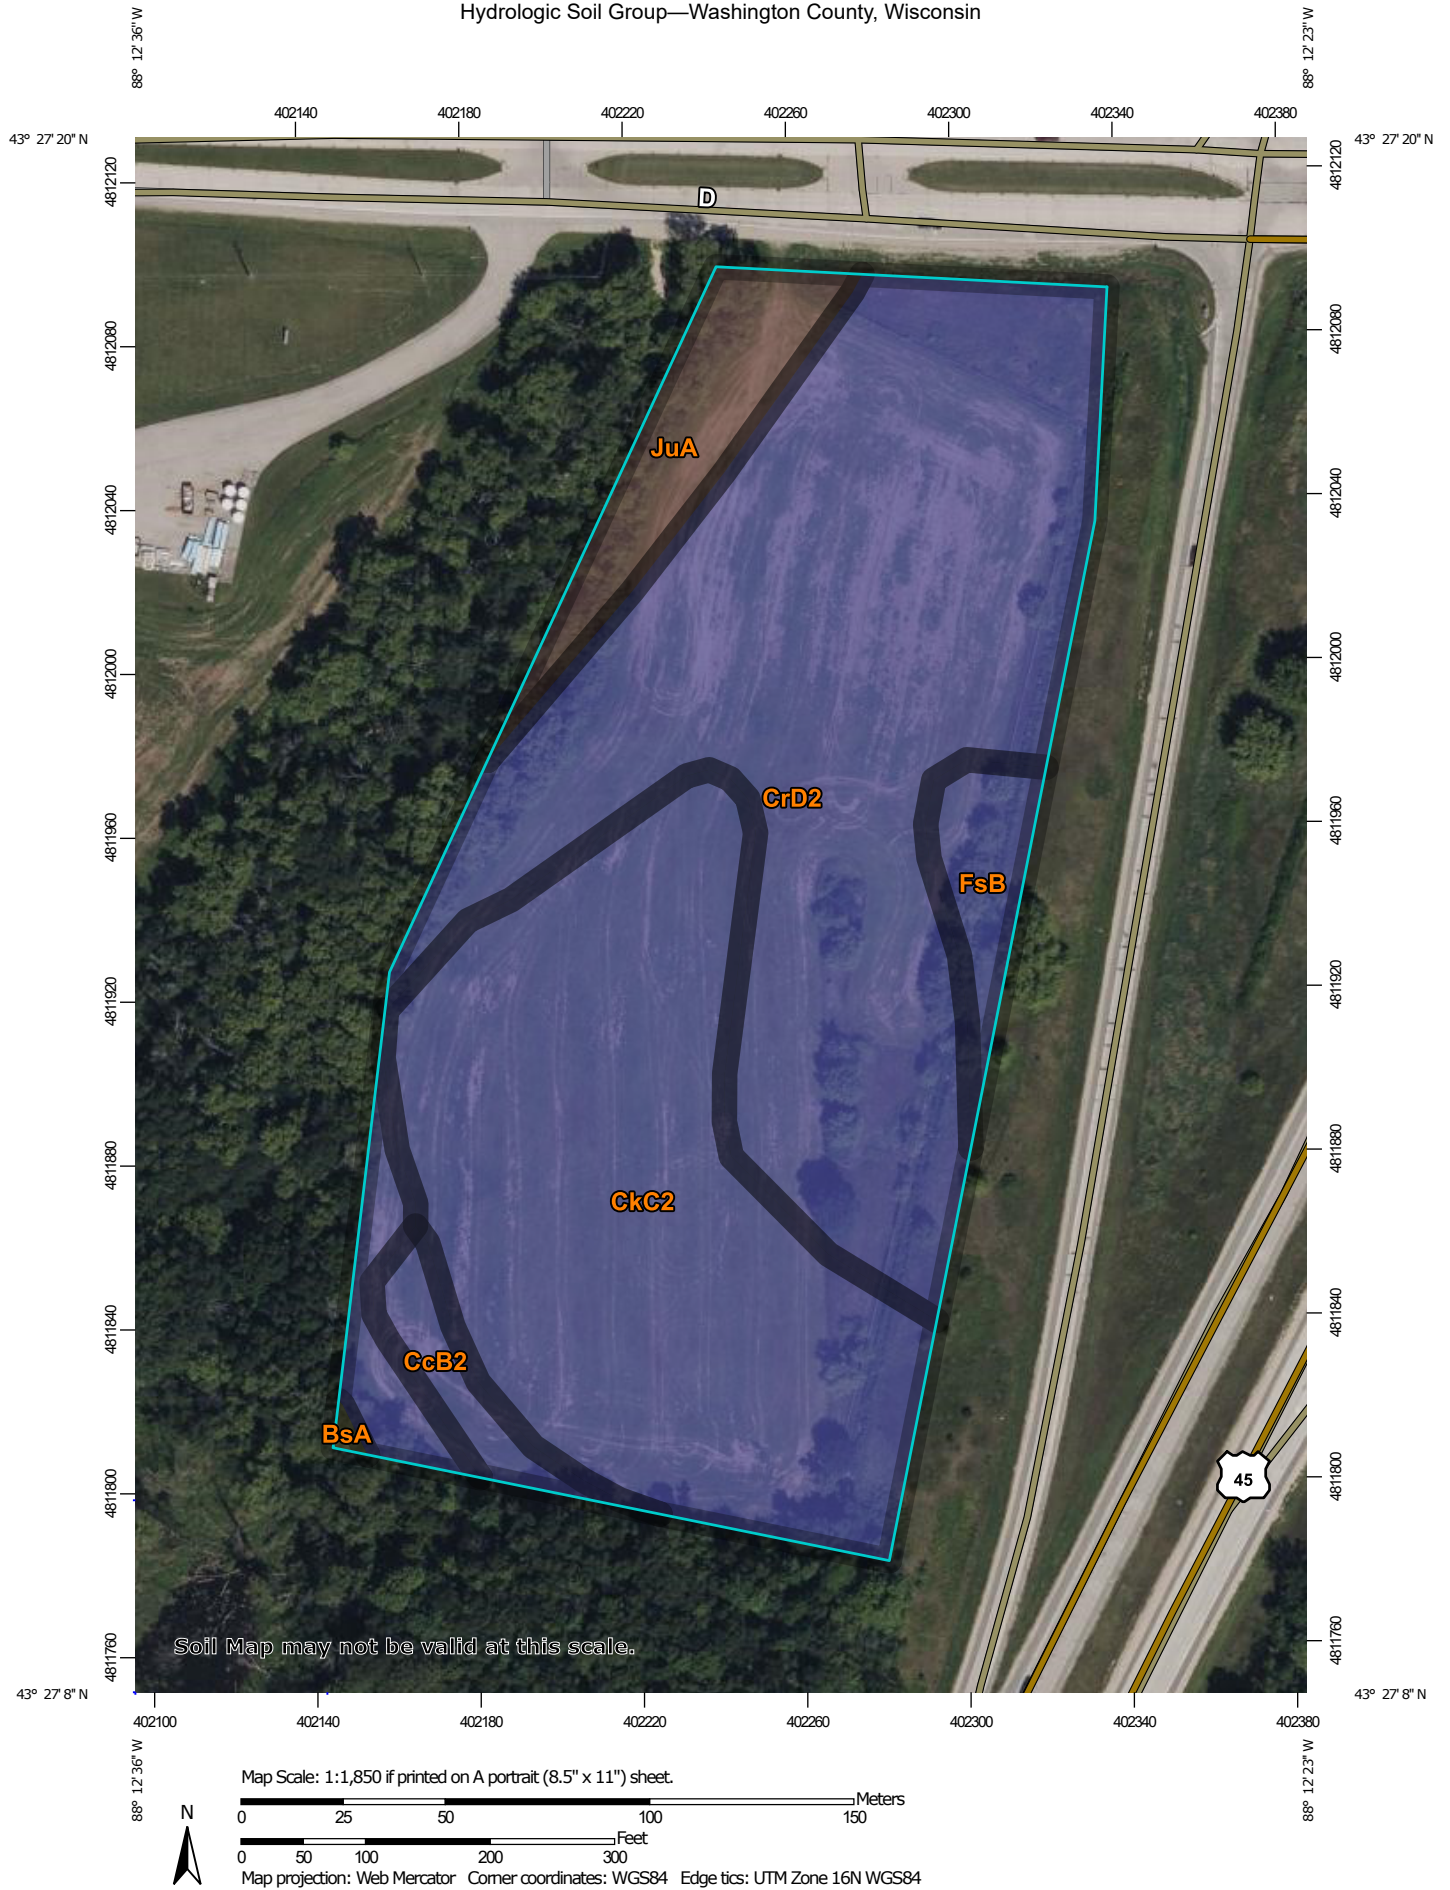 Hydrologic Soil Group—Washington County, Wisconsin
88° 12' 36'' W
88° 12' 23'' W
402140 402180 402220 402260 402300 402340 402380
43° 27' 20'' N
43° 27' 20'' N
4812120
4812120
D
4812080
4812080
JuA
4812040
4812040
4812000
4812000
CrD2
4811960
4811960
FsB
4811920
4811920
4811880
4811880
CkC2
4811840
4811840
CcB2
BsA
45
4811800
4811800
Soil Map may not be valid at this scale.
4811760
4811760
43° 27' 8'' N
43° 27' 8'' N
402100 402140 402180 402220 402260 402300 402340 402380
88° 12' 36'' W
88° 12' 23'' W
Map Scale: 1:1,850 if printed on A portrait (8.5" x 11") sheet.
Meters
0 25 50 100 150
N
Feet
0 50 100 200 300
Map projection: Web Mercator Corner coordinates: WGS84 Edge tics: UTM Zone 16N WGS84